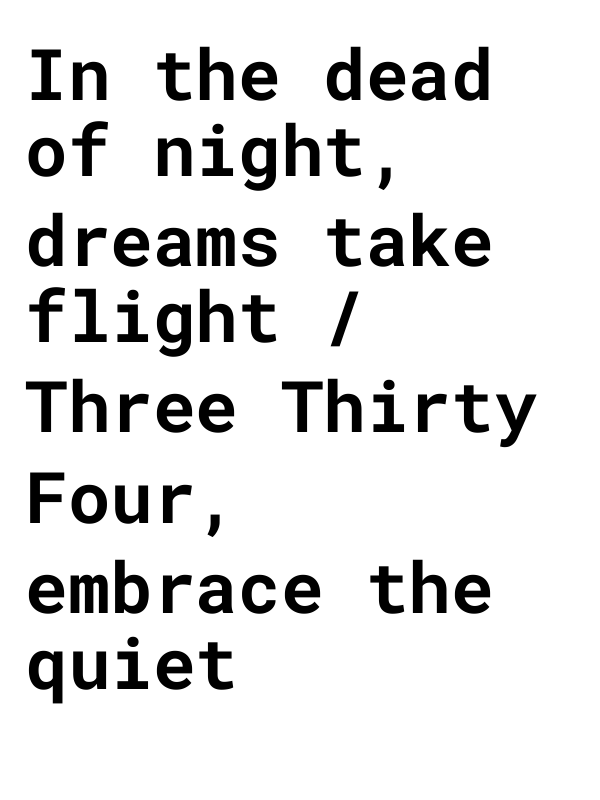 In the dead
of night,
dreams take
flight /
Three Thirty
Four,
embrace the
quiet